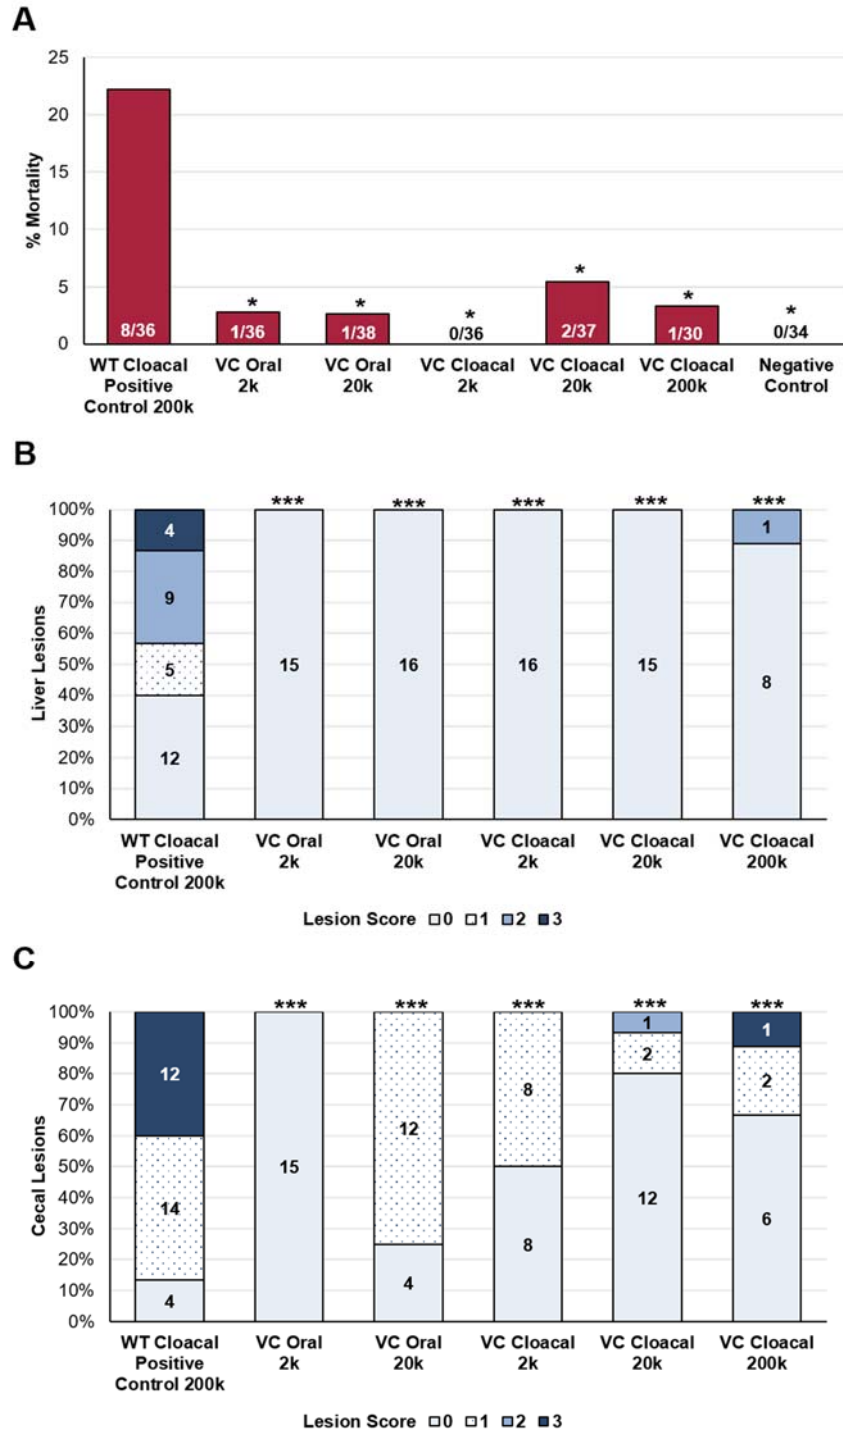 A
25
20
15
10
5
0
% Mortality
8/36
* 1/36
* 1/38
* 0/36
* 2/37
* 1/30
* 0/34
WT Cloacal Positive Control 200k
VC Oral 2k
VC Oral 20k
VC Cloacal 2k
VC Cloacal 20k
VC Cloacal 200k
Negative Control
B
100%
90%
80%
70%
60%
50%
40%
30%
20%
10%
0%
Liver Lesions
4
9
5
12
*** 15
*** 16
*** 16
*** 15
*** 1
8
WT Cloacal Positive Control 200k
VC Oral 2k
VC Oral 20k
VC Cloacal 2k
VC Cloacal 20k
VC Cloacal 200k
Lesion Score 0 1 2 3
C
100%
90%
80%
70%
60%
50%
40%
30%
20%
10%
0%
Cecal Lesions
12
14
4
*** 15
*** 12
4
*** 8
8
*** 1
2
12
*** 1
2
6
WT Cloacal Positive Control 200k
VC Oral 2k
VC Oral 20k
VC Cloacal 2k
VC Cloacal 20k
VC Cloacal 200k
Lesion Score 0 1 2 3